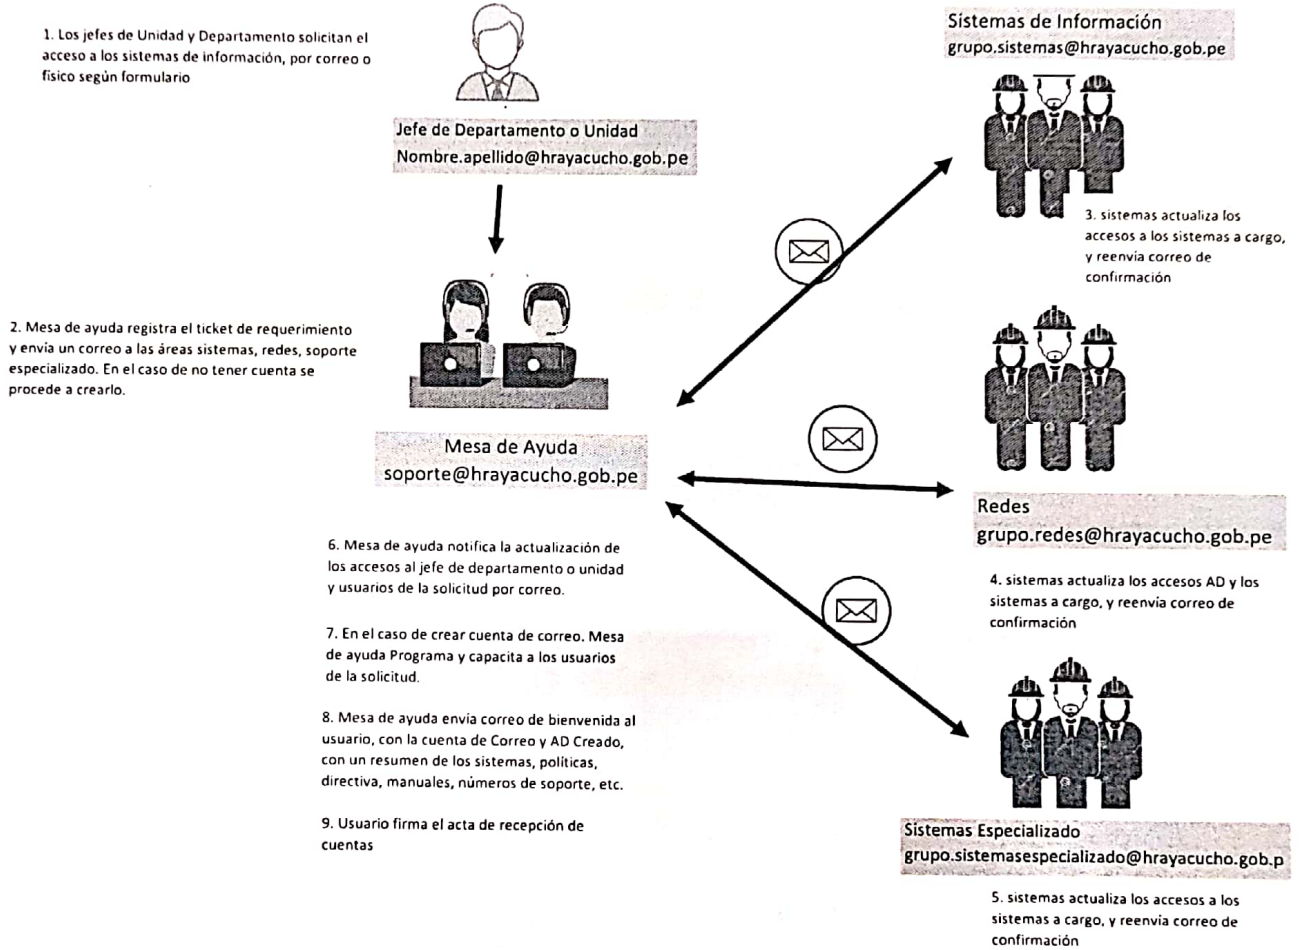 1. Los jefes de Unidad y Departamento solicitan el
acceso a los sistemas de información, por correo o
físico según formulario
Jefe de Departamento o Unidad
Nombre.apellido@hrayacucho.gob.pe
Sistemas de Información
grupo.sistemas@hrayacucho.gob.pe
3. sistemas actualiza los
accesos a los sistemas a cargo,
y reenvía correo de
confirmación
2. Mesa de ayuda registra el ticket de requerimiento
y envía un correo a las áreas sistemas, redes, soporte
especializado. En el caso de no tener cuenta se
procede a crearlo.
Mesa de Ayuda
soporte@hrayacucho.gob.pe
Redes
grupo.redes@hrayacucho.gob.pe
4. sistemas actualiza los accesos AD y los
sistemas a cargo, y reenvía correo de
confirmación
6. Mesa de ayuda notifica la actualización de
los accesos al jefe de departamento o unidad
y usuarios de la solicitud por correo.
7. En el caso de crear cuenta de correo. Mesa
de ayuda Programa y capacita a los usuarios
de la solicitud.
8. Mesa de ayuda envía correo de bienvenida al
usuario, con la cuenta de Correo y AD Creado,
con un resumen de los sistemas, políticas,
directiva, manuales, números de soporte, etc.
9. Usuario firma el acta de recepción de
cuentas
Sistemas Especializado
grupo.sistemasespecializado@hrayacucho.gob.p
5. sistemas actualiza los accesos a los
sistemas a cargo, y reenvía correo de
confirmación